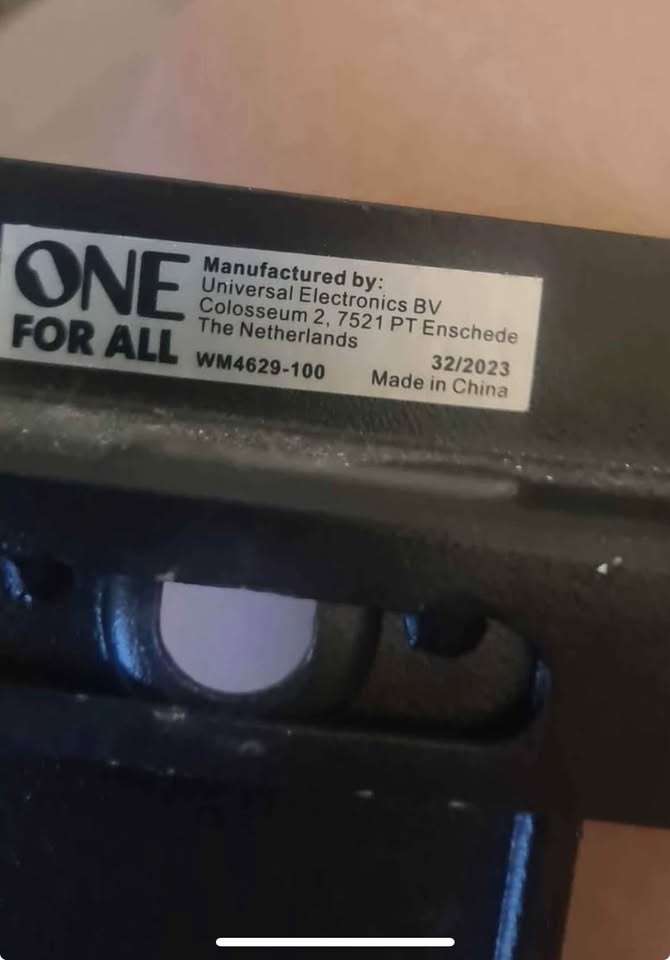 ONE
FOR ALL
Manufactured by:
Universal Electronics BV
Colosseum 2, 7521 PT Enschede
The Netherlands
WM4629-100
32/2023
Made in China